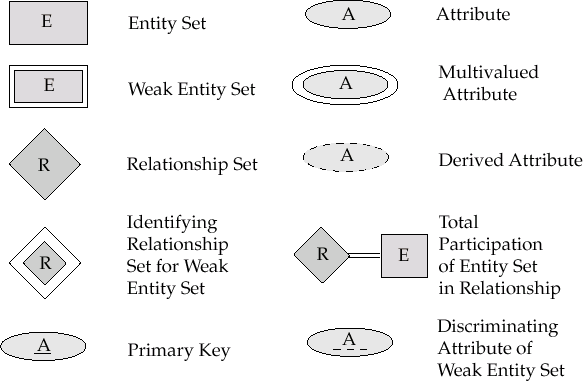 E
Entity Set
A
Attribute
E
Weak Entity Set
A
Multivalued
Attribute
R
Relationship Set
A
Derived Attribute
R
Identifying
Relationship
Set for Weak
Entity Set
R
E
Total
Participation
of Entity Set
in Relationship
A
Primary Key
A
Discriminating
Attribute of
Weak Entity Set